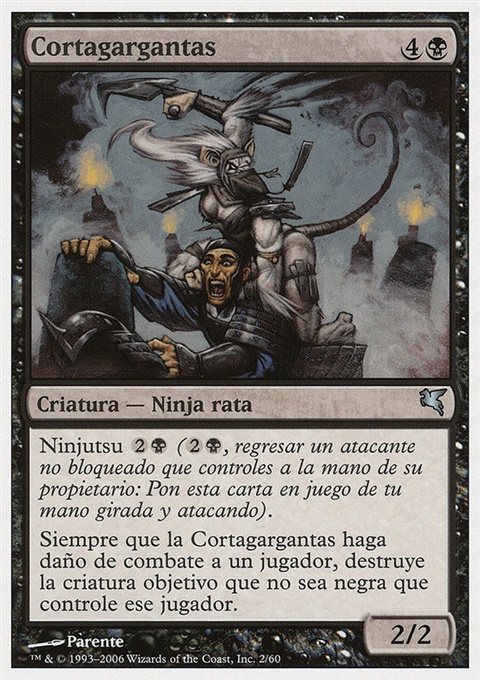 Cortagargantas 4
Criatura — Ninja rata
Ninjutsu 2 (2, regresar un atacante
no bloqueado que controles a la mano de su
propietario: Pon esta carta en juego de tu
mano girada y atacando).
Siempre que la Cortagargantas haga
daño de combate a un jugador, destruye
la criatura objetivo que no sea negra que
controle ese jugador.
Parente
2/2
™ & © 1993–2006 Wizards of the Coast, Inc. 2/60